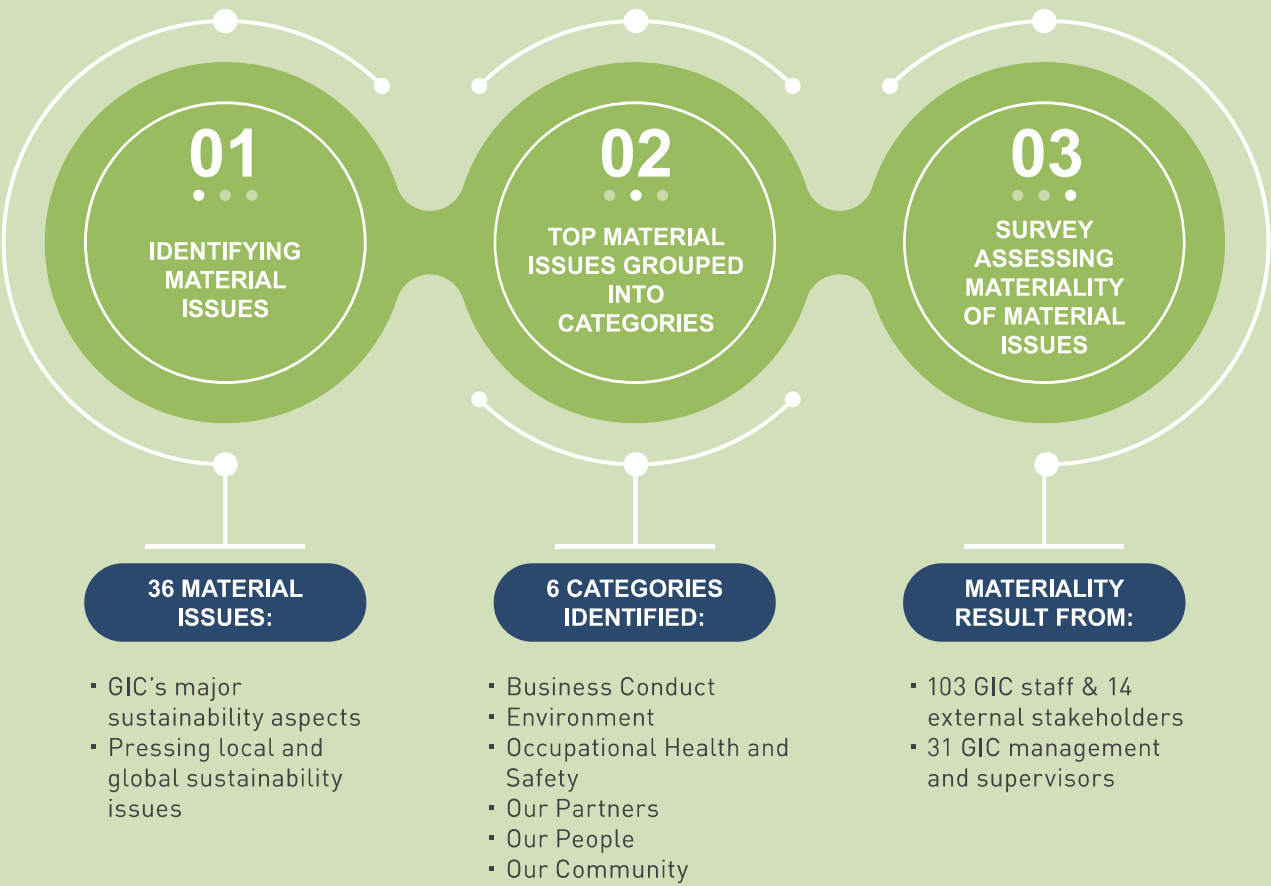 01
IDENTIFYING
MATERIAL
ISSUES
36 MATERIAL
ISSUES:
▪ GIC's major
sustainability aspects
▪ Pressing local and
global sustainability
issues
02
TOP MATERIAL
ISSUES GROUPED
INTO
CATEGORIES
6 CATEGORIES
IDENTIFIED:
▪ Business Conduct
▪ Environment
▪ Occupational Health and
Safety
▪ Our Partners
▪ Our People
▪ Our Community
03
SURVEY
ASSESSING
MATERIALITY
OF MATERIAL
ISSUES
MATERIALITY
RESULT FROM:
▪ 103 GIC staff & 14
external stakeholders
▪ 31 GIC management
and supervisors